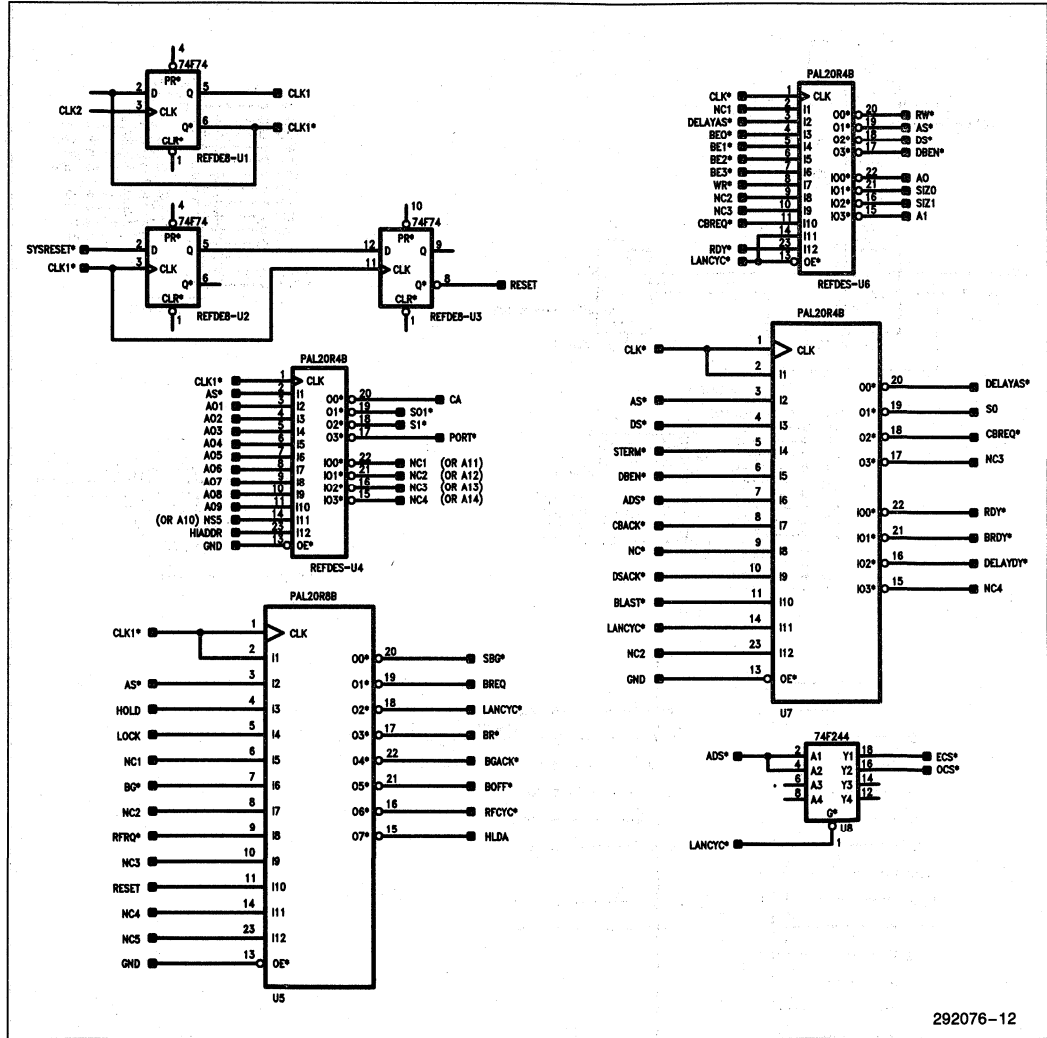 4
74F74
PR*
2 D Q 5 CLK1
CLK2 3 CLK
Q* 6 CLK1*
CLR*
1 REFDE8-U1
4
74F74
PR*
SYSRESET* 2 D Q 5
CLK1* 3 CLK
Q* 6
CLR*
1 REFDE8-U2
10
74F74
PR*
12 D Q 9
11 CLK
Q* 8 RESET
CLR*
1 REFDE8-U3
PAL20R4B
CLK1* 1 CLK
AS* 2 I1 O0* 20 CA
A01 3 I2 O1* 19 S01*
A02 4 I3 O2* 18 S1*
A03 5 I4 O3* 17 PORT*
A04 6 I5
A05 7 I6 IO0* 22 NC1 (OR A11)
A06 8 I7 IO1* 21 NC2 (OR A12)
A07 9 I8 IO2* 16 NC3 (OR A13)
A08 10 I9 IO3* 15 NC4 (OR A14)
A09 11 I10
(OR A10) NS5 14 I11
HIADDR 23 I12
GND 13 OE*
REFDES-U4
PAL20R8B
CLK1* 1 CLK
2 I1 O0* 20 SBG*
AS* 3 I2 O1* 19 BREQ
HOLD 4 I3 O2* 18 LANCYC*
LOCK 5 I4 O3* 17 BR*
NC1 6 I5 O4* 22 BGACK*
BG* 7 I6 O5* 21 BOFF*
NC2 8 I7 O6* 16 RFCYC*
RFRQ* 9 I8 O7* 15 HLDA
NC3 10 I9
RESET 11 I10
NC4 14 I11
NC5 23 I12
GND 13 OE*
U5
PAL20R4B
CLK* 1 CLK
NC1 2 I1 O0* 20 RW*
DELAYAS* 3 I2 O1* 19 AS*
BE0* 4 I3 O2* 18 DS*
BE1* 5 I4 O3* 17 DBEN*
BE2* 6 I5
BE3* 7 I6 IO0* 22 A0
WR* 8 I7 IO1* 21 SIZ0
NC2 9 I8 IO2* 16 SIZ1
NC3 10 I9 IO3* 15 A1
CBREQ* 11 I10
14 I11
RDY* 23 I12
LANCYC* 13 OE*
REFDES-U6
PAL20R4B
CLK* 1 CLK
2 I1 O0* 20 DELAYAS*
AS* 3 I2 O1* 19 S0
DS* 4 I3 O2* 18 CBREQ*
STERM* 5 I4 O3* 17 NC3
DBEN* 6 I5
ADS* 7 I6 IO0* 22 RDY*
CBACK* 8 I7 IO1* 21 BRDY*
NC* 9 I8 IO2* 16 DELAYDY*
DSACK* 10 I9 IO3* 15 NC4
BLAST* 11 I10
LANCYC* 14 I11
NC2 23 I12
GND 13 OE*
U7
74F244
ADS* 2 A1 Y1 18 ECS*
4 A2 Y2 16 OCS*
6 A3 Y3 14
8 A4 Y4 12
G*
U8
LANCYC* 1
292076-12